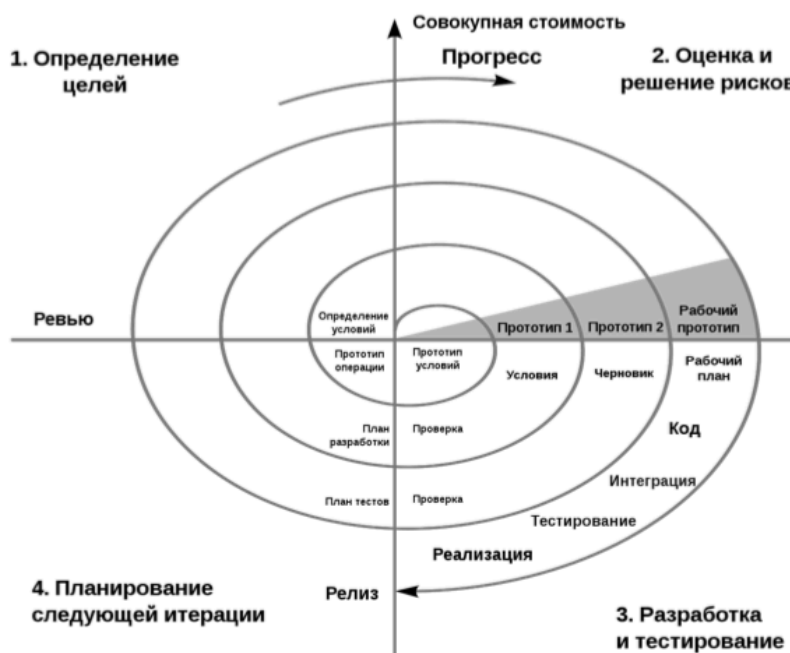 Совокупная стоимость
1. Определение
целей
Прогресс
2. Оценка и
решение рисков
Ревью
Определение
условий
Прототип 1
Прототип 2
Рабочий
прототип
Прототип
операции
Прототип
условий
Условия
Черновик
Рабочий
план
План
разработки
Проверка
Код
План тестов
Проверка
Интеграция
Тестирование
Реализация
4. Планирование
следующей итерации
Релиз
3. Разработка
и тестирование